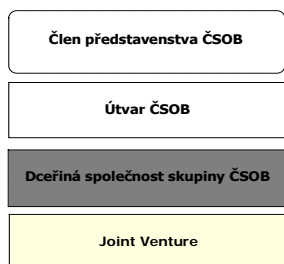 Člen představenstva ČSOB
Útvar ČSOB
Dceřiná společnost skupiny ČSOB
Joint Venture